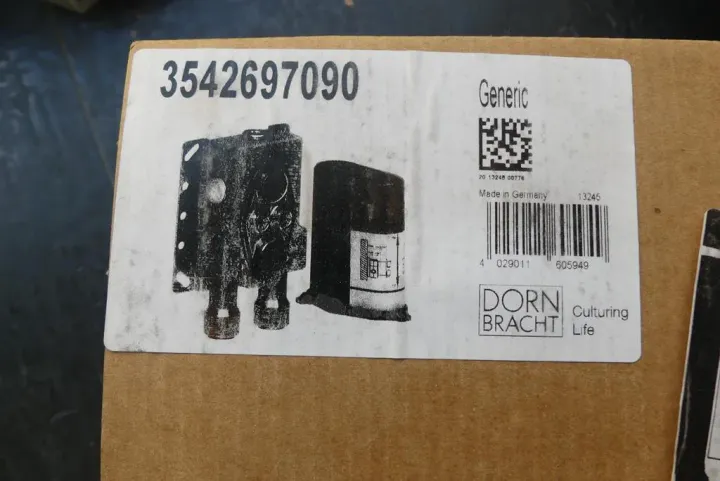 3542697090
Generic
20 13245 00776
Made in Germany 13245
4 029011 605949
DORN
BRACHT
Culturing
Life